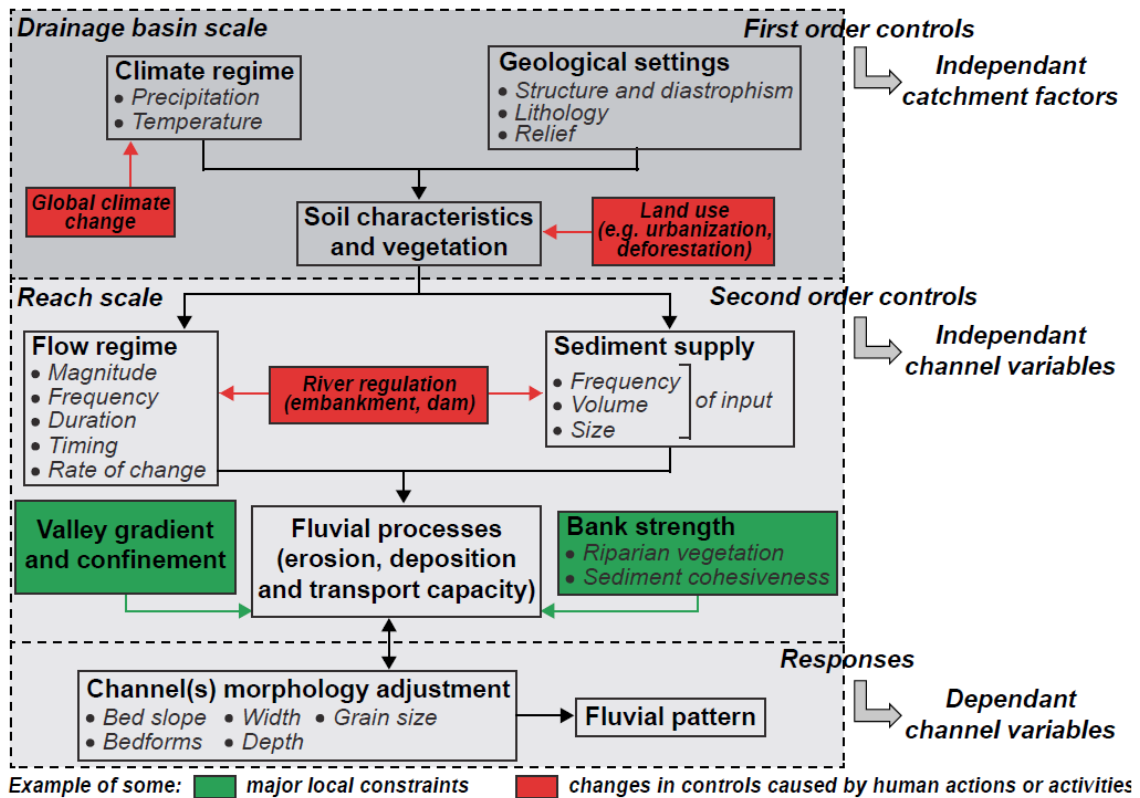 Drainage basin scale
First order controls
Climate regime
• Precipitation
• Temperature
Geological settings
• Structure and diastrophism
• Lithology
• Relief
Independant
catchment factors
Global climate
change
Soil characteristics
and vegetation
Land use
(e.g. urbanization,
deforestation)
Reach scale
Second order controls
Flow regime
• Magnitude
• Frequency
• Duration
• Timing
• Rate of change
River regulation
(embankment, dam)
Sediment supply
• Frequency
• Volume
• Size
of input
Independant
channel variables
Valley gradient
and confinement
Fluvial processes
(erosion, deposition
and transport capacity)
Bank strength
• Riparian vegetation
• Sediment cohesiveness
Responses
Channel(s) morphology adjustment
• Bed slope • Width • Grain size
• Bedforms • Depth
Fluvial pattern
Dependant
channel variables
Example of some: major local constraints changes in controls caused by human actions or activities